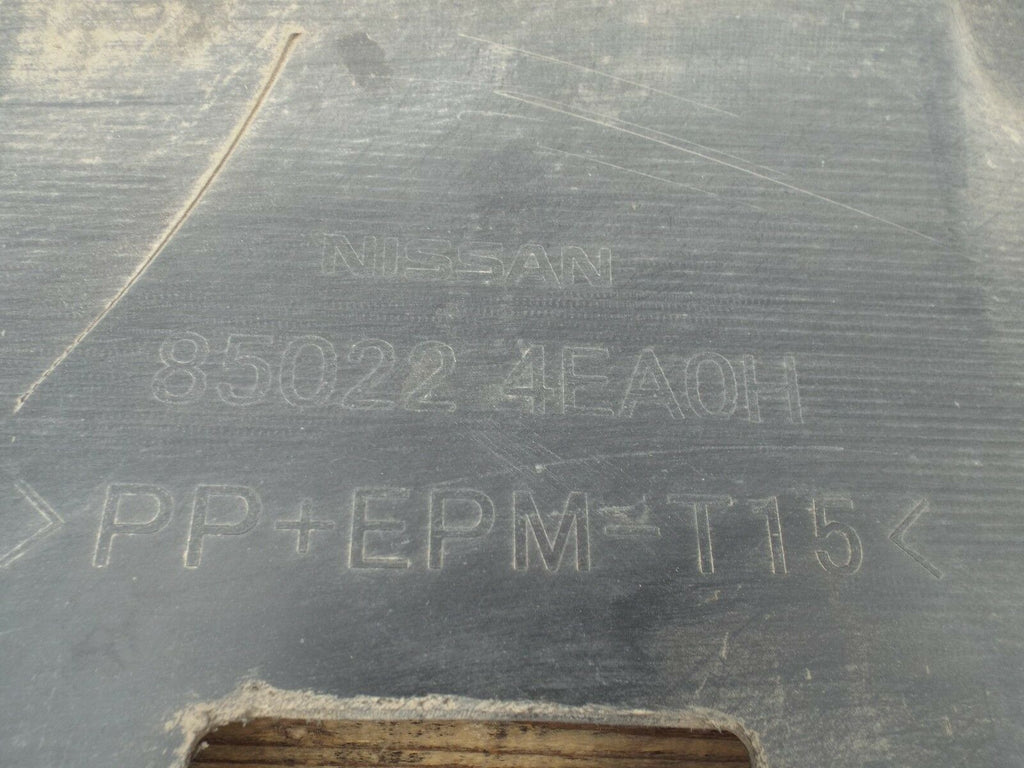 NISSAN
85022 4EA0H
>PP+EPM-T15<